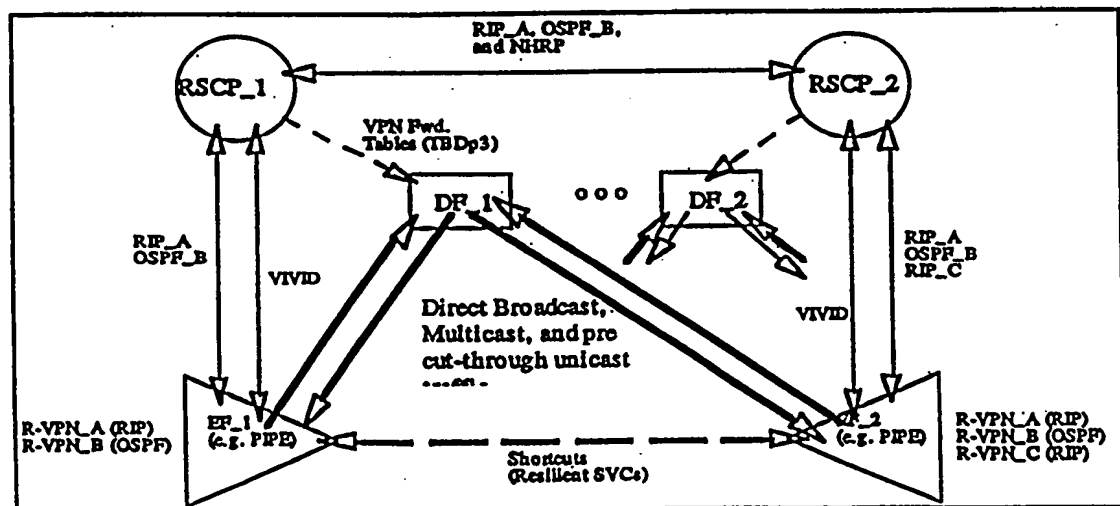 RIP_A, OSPF_B,
and NHRP
RSCP_1
RSCP_2
VPN Fwd.
Tables (TBDp3)
DF_1
DF_2
RIP_A
OSPF_B
VIVID
RIP_A
OSPF_B
RIP_C
VIVID
Direct Broadcast,
Multicast, and pre
cut-through unicast
EF_1
(e.g. PIPE)
_2
(e.g. PIPE)
R-VPN_A (RIP)
R-VPN_B (OSPF)
R-VPN_A (RIP)
R-VPN_B (OSPF)
R-VPN_C (RIP)
Shortcuts
(Resilient SVCs)